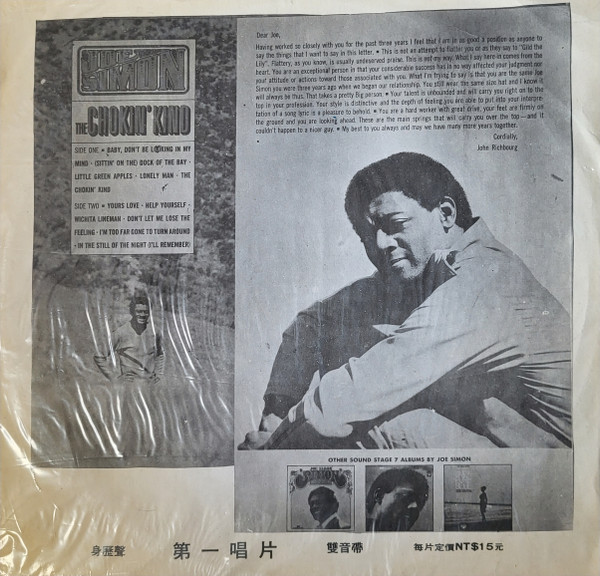 JOE SIMON
THE CHOKIN' KIND
SIDE ONE • BABY, DON'T BE LOOKING IN MY
MIND - (SITTIN' ON THE) DOCK OF THE BAY -
LITTLE GREEN APPLES - LONELY MAN - THE
CHOKIN' KIND
SIDE TWO • YOURS LOVE - HELP YOURSELF -
WICHITA LINEMAN - DON'T LET ME LOSE THE
FEELING - I'M TOO FAR GONE TO TURN AROUND
- IN THE STILL OF THE NIGHT (I'LL REMEMBER)
Dear Joe,
Having worked so closely with you for the past three years I feel that I am in as good a position as anyone to
say the things that I want to say in this letter. • This is not an attempt to flatter you or as they say to "Gild the
Lily". Flattery, as you know, is usually undeserved praise. This is not my way. What I say here-in comes from the
heart. You are an exceptional person in that your considerable success has in no way affected your judgment nor
your attitude or actions toward those associated with you. What I'm trying to say is that you are the same Joe
Simon you were three years ago when we began our relationship. You still wear the same size hat and I know it
will always be thus. That takes a pretty big person. • Your talent is unbounded and will carry you right on to the
top in your profession. Your style is distinctive and the depth of feeling you are able to put into your interpre-
tation of a song lyric is a pleasure to behold. • You are a hard worker with great drive, your feet are firmly on
the ground and you are looking ahead. These are the main springs that will carry you over the top—and it
couldn't happen to a nicer guy. • My best to you always and may we have many more years together.
Cordially,
John Richbourg
OTHER SOUND STAGE 7 ALBUMS BY JOE SIMON
JOE SIMON
身歷聲 第一唱片 雙音帶 每片定價NT$15元